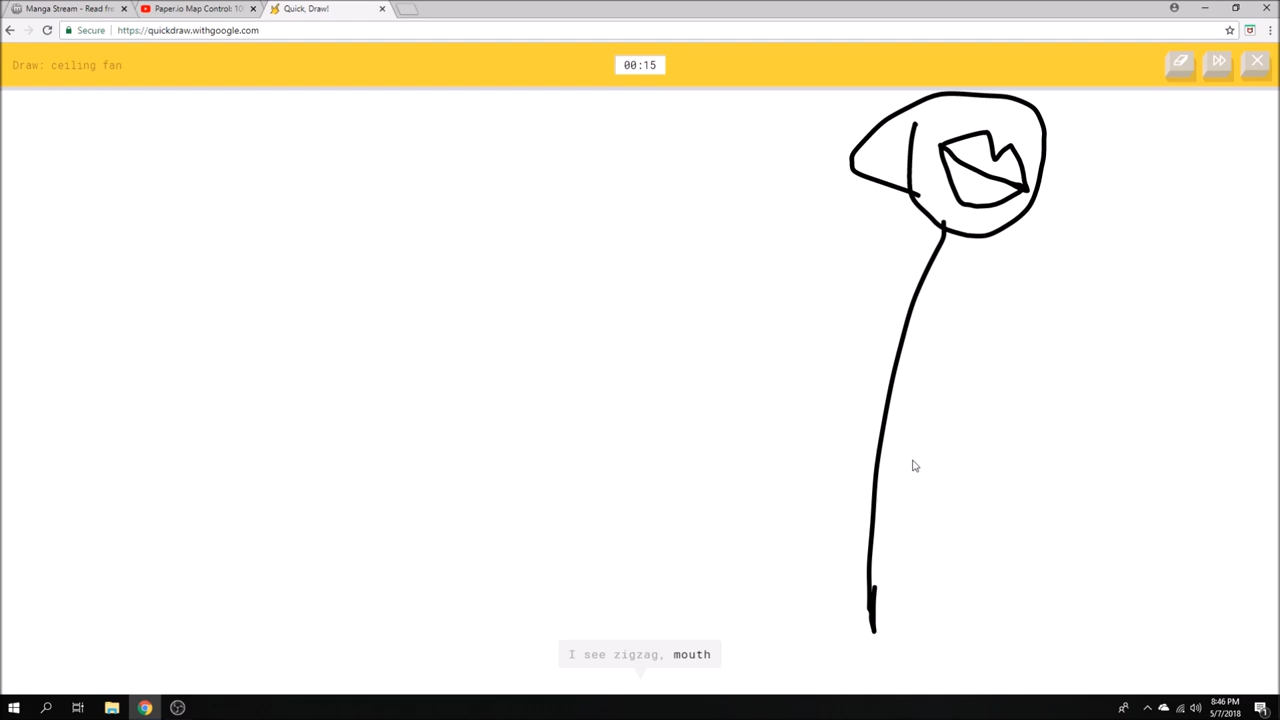 Manga Stream - Read fr
Paper.io Map Control: 10
Quick, Draw!
Secure
https://quickdraw.withgoogle.com
Draw: ceiling fan
00:15
I see zigzag, mouth
8:46 PM
5/7/2018